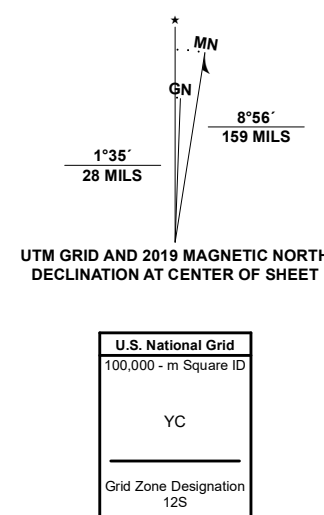 ★
MN
GN
8°56´
159 MILS
1°35´
28 MILS
UTM GRID AND 2019 MAGNETIC NORTH
DECLINATION AT CENTER OF SHEET
U.S. National Grid
100,000 - m Square ID
YC
Grid Zone Designation
12S